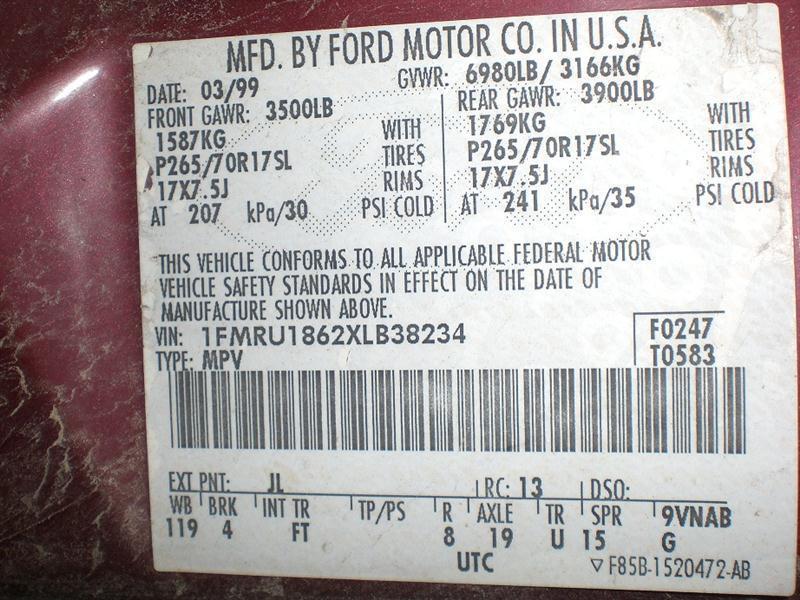 MFD. BY FORD MOTOR CO. IN U.S.A.
DATE: 03/99 GVWR: 6980LB/ 3166KG
FRONT GAWR: 3500LB REAR GAWR: 3900LB
1587KG WITH 1769KG WITH
P265/70R17SL TIRES P265/70R17SL TIRES
17X7.5J RIMS 17X7.5J RIMS
AT 207 kPa/30 PSI COLD AT 241 kPa/35 PSI COLD
THIS VEHICLE CONFORMS TO ALL APPLICABLE FEDERAL MOTOR
VEHICLE SAFETY STANDARDS IN EFFECT ON THE DATE OF
MANUFACTURE SHOWN ABOVE.
VIN: 1FMRU1862XLB38234 F0247
TYPE: MPV T0583
EXT PNT: JL RC: 13 DSO:
WB BRK INT TR TP/PS R AXLE TR SPR 9VNAB
119 4 FT 8 19 U 15 G
UTC F85B-1520472-AB